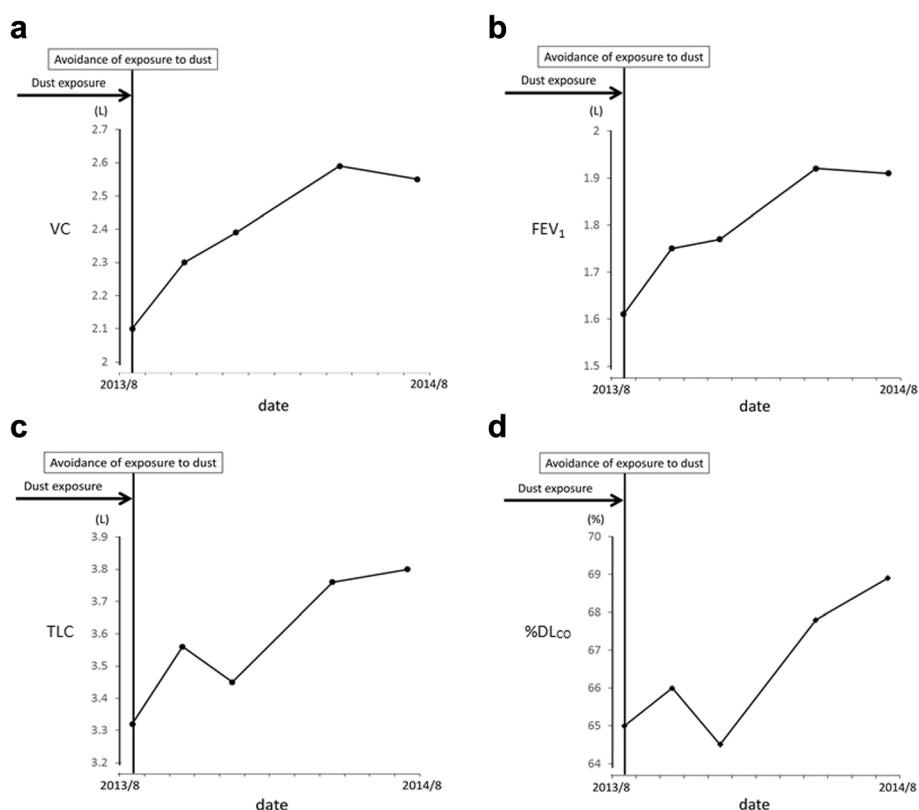 a
Avoidance of exposure to dust
Dust exposure
(L)
2.7
2.6
2.5
2.4
2.3
2.2
2.1
2
VC
2013/8
2014/8
date
b
Avoidance of exposure to dust
Dust exposure
(L)
2
1.9
1.8
1.7
1.6
1.5
FEV₁
2013/8
2014/8
date
c
Avoidance of exposure to dust
Dust exposure
(L)
3.9
3.8
3.7
3.6
3.5
3.4
3.3
3.2
TLC
2013/8
2014/8
date
d
Avoidance of exposure to dust
Dust exposure
(%)
70
69
68
67
66
65
64
%DLco
2013/8
2014/8
date